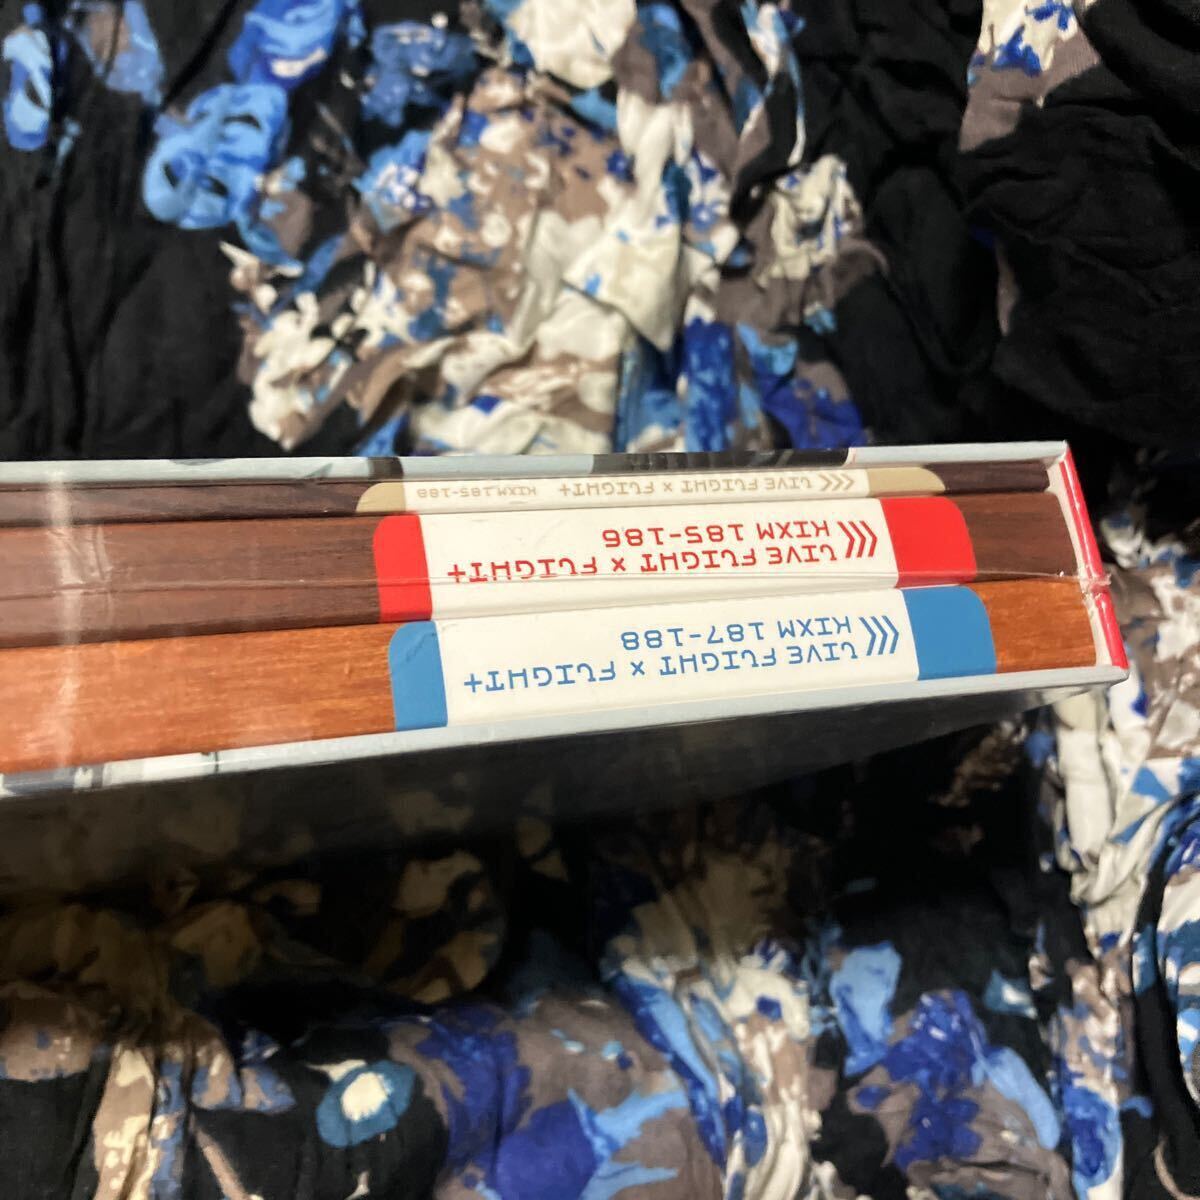 <<< LIVE FLIGHT × FLIGHT+
KIXM 187-188
<<< LIVE FLIGHT × FLIGHT+
KIXM 185-186
<<< LIVE FLIGHT × FLIGHT+ KIXM 185-188